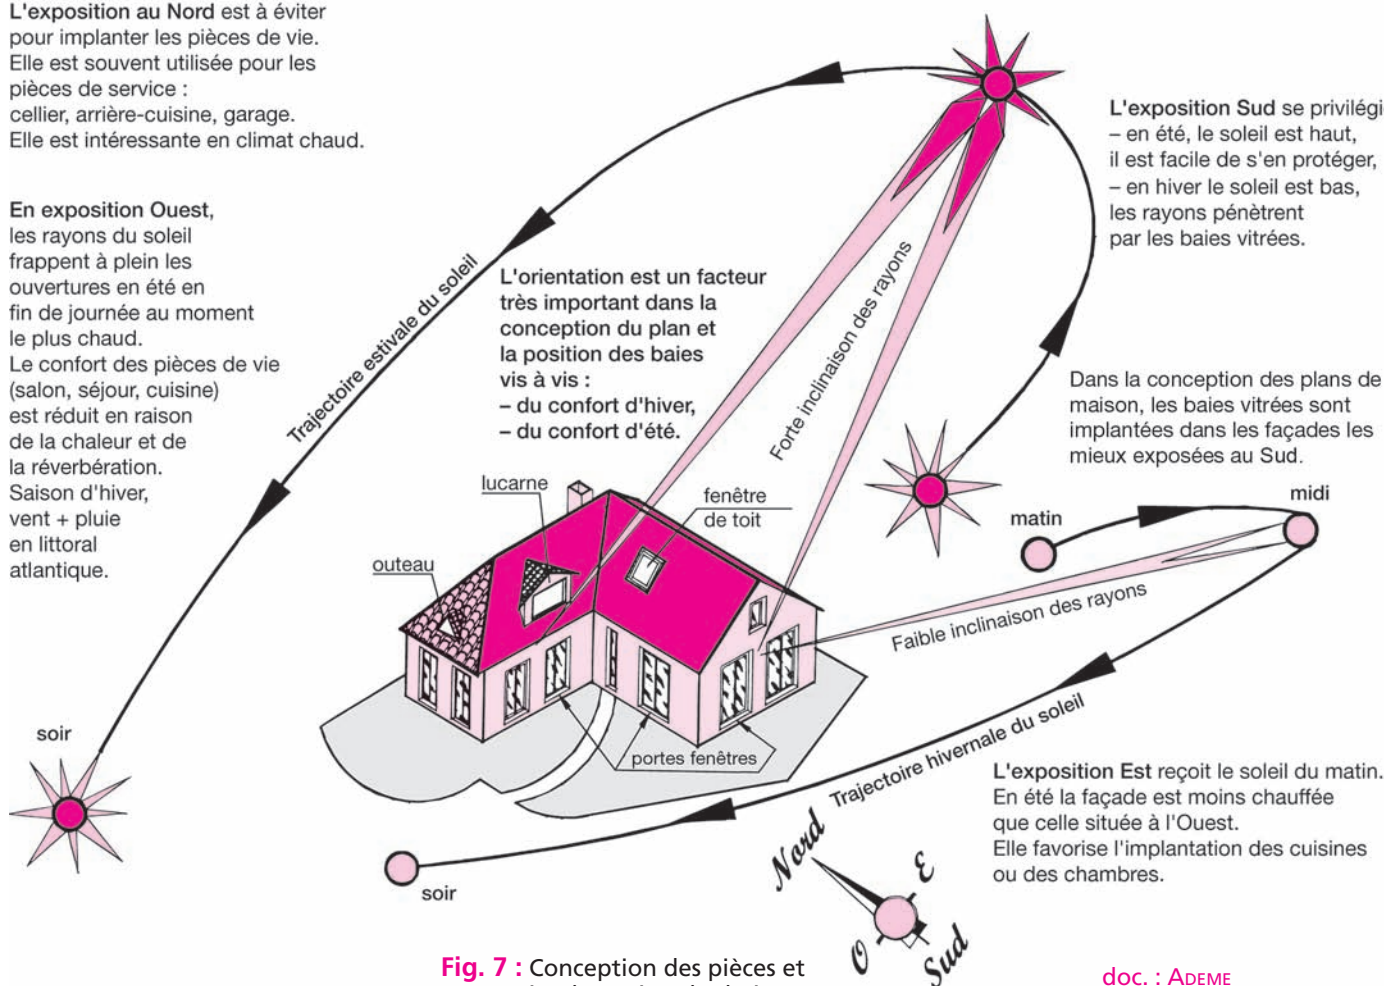 L'exposition au Nord est à éviter
pour implanter les pièces de vie.
Elle est souvent utilisée pour les
pièces de service :
cellier, arrière-cuisine, garage.
Elle est intéressante en climat chaud.
En exposition Ouest,
les rayons du soleil
frappent à plein les
ouvertures en été en
fin de journée au moment
le plus chaud.
Le confort des pièces de vie
(salon, séjour, cuisine)
est réduit en raison
de la chaleur et de
la réverbération.
Saison d'hiver,
vent + pluie
en littoral
atlantique.
Trajectoire estivale du soleil
L'orientation est un facteur
très important dans la
conception du plan et
la position des baies
vis à vis :
– du confort d'hiver,
– du confort d'été.
Forte inclinaison des rayons
L'exposition Sud se privilégi
– en été, le soleil est haut,
il est facile de s'en protéger,
– en hiver le soleil est bas,
les rayons pénètrent
par les baies vitrées.
Dans la conception des plans de
maison, les baies vitrées sont
implantées dans les façades les
mieux exposées au Sud.
lucarne
fenêtre
de toit
outeau
portes fenêtres
matin
midi
Faible inclinaison des rayons
Trajectoire hivernale du soleil
soir
soir
L'exposition Est reçoit le soleil du matin.
En été la façade est moins chauffée
que celle située à l'Ouest.
Elle favorise l'implantation des cuisines
ou des chambres.
Nord
E
O
Sud
Fig. 7 : Conception des pièces et
doc. : ADEME